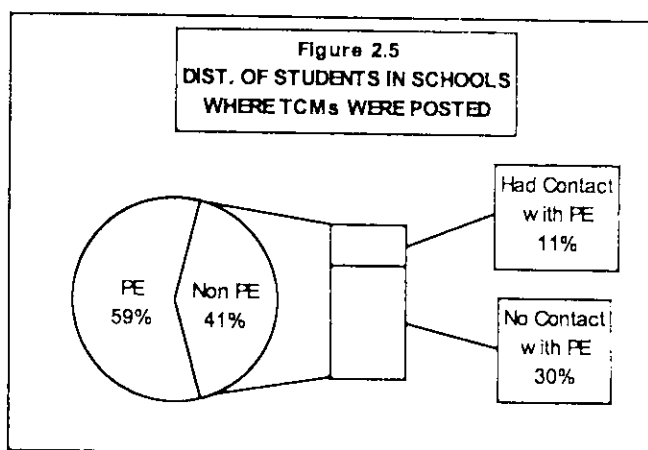 Figure 2.5
DIST. OF STUDENTS IN SCHOOLS
WHERE TCMs WERE POSTED
Had Contact
with PE
11%
PE
59%
Non PE
41%
No Contact
with PE
30%